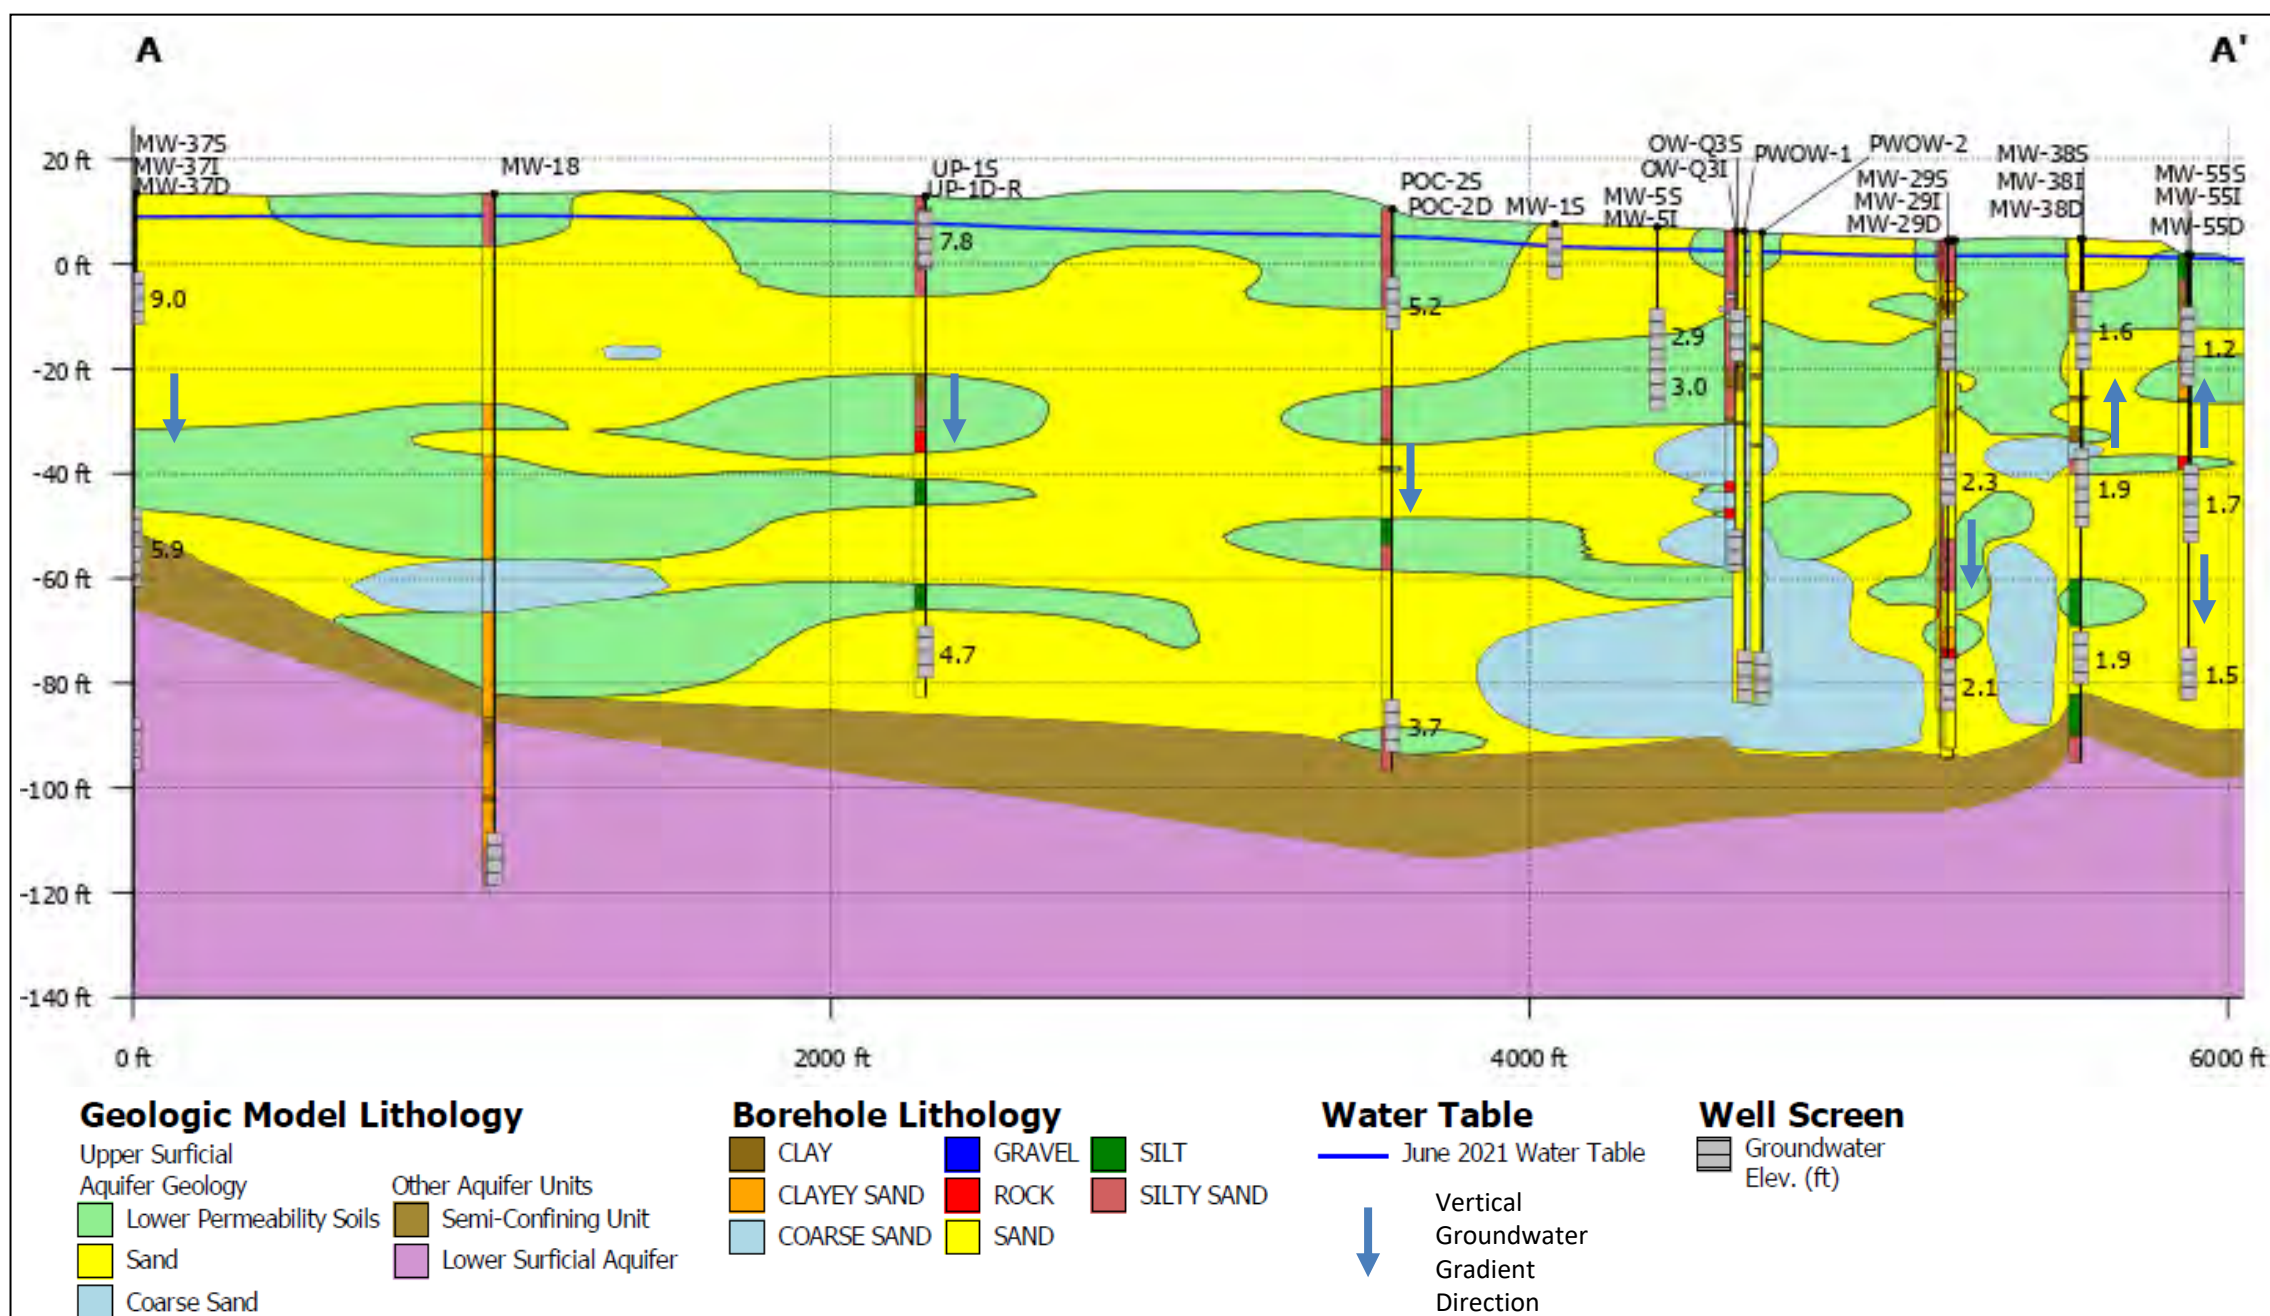 A
A'
MW-37S
MW-37I
MW-37D
MW-18
UP-1S
UP-1D-R
POC-2S
POC-2D
MW-1S
MW-5S
MW-5I
OW-Q3S
OW-Q3I
PWOW-1
PWOW-2
MW-29S
MW-29I
MW-29D
MW-38S
MW-38I
MW-38D
MW-55S
MW-55I
MW-55D
20 ft
0 ft
-20 ft
-40 ft
-60 ft
-80 ft
-100 ft
-120 ft
-140 ft
9.0
5.9
7.8
4.7
5.2
3.7
2.9
3.0
2.3
2.1
1.6
1.9
1.9
1.2
1.7
1.5
0 ft
2000 ft
4000 ft
6000 ft
Geologic Model Lithology
Upper Surficial
Aquifer Geology
Lower Permeability Soils
Sand
Coarse Sand
Other Aquifer Units
Semi-Confining Unit
Lower Surficial Aquifer
Borehole Lithology
CLAY
CLAYEY SAND
COARSE SAND
GRAVEL
ROCK
SAND
SILT
SILTY SAND
Water Table
June 2021 Water Table
Vertical
Groundwater
Gradient
Direction
Well Screen
Groundwater
Elev. (ft)